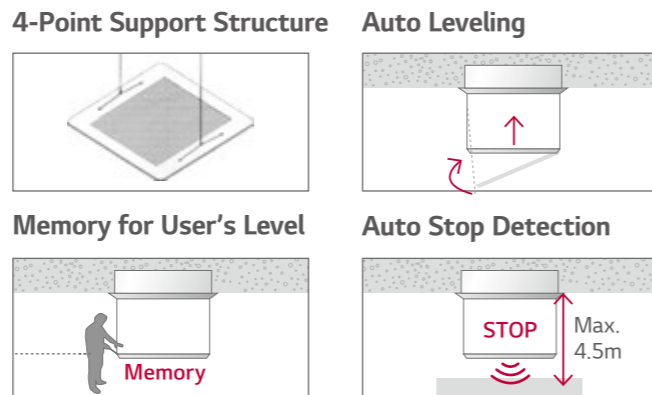 4-Point Support Structure
Auto Leveling
Memory for User's Level
Auto Stop Detection
Memory
STOP
Max.
4.5m